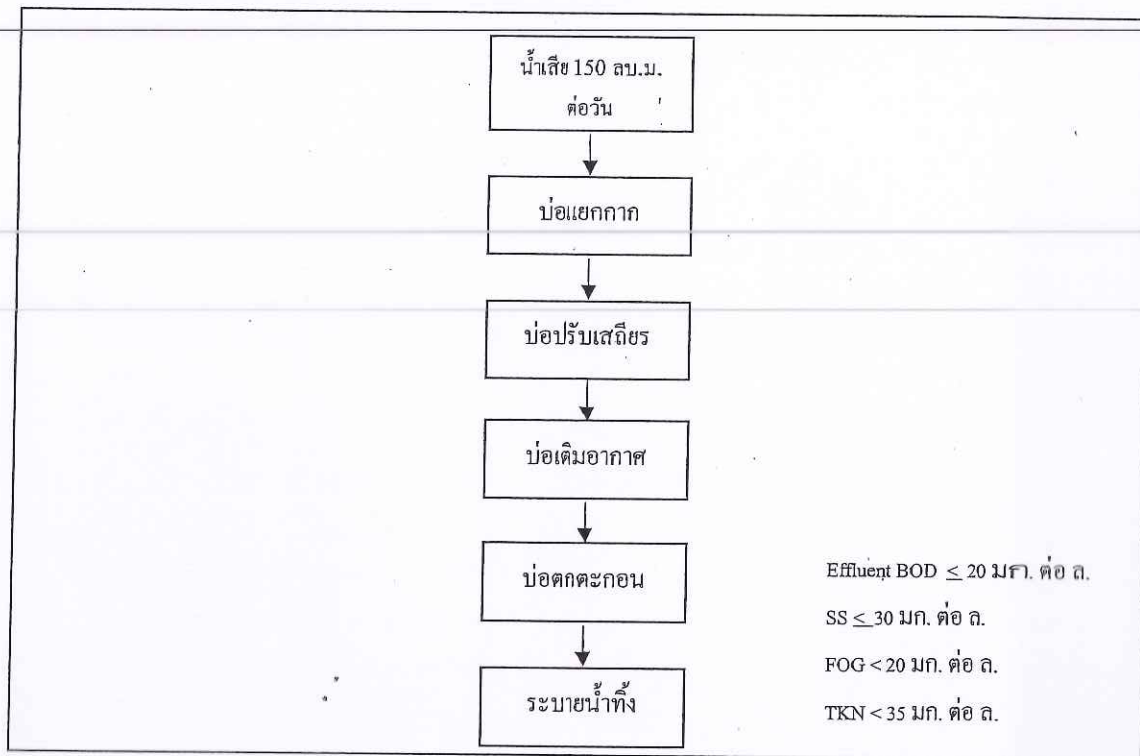 น้ำเสีย 150 ลบ.ม.
ต่อวัน
บ่อแยกกาก
บ่อปรับเสถียร
บ่อเติมอากาศ
บ่อตกตะกอน
ระบายน้ำทิ้ง
Effluent BOD ≤ 20 มก. ต่อ ล.
SS ≤ 30 มก. ต่อ ล.
FOG < 20 มก. ต่อ ล.
TKN < 35 มก. ต่อ ล.